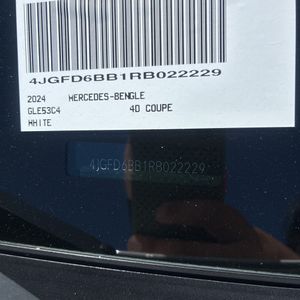 4JGFD6BB1RB022229
2024 MERCEDES-BENGLE
GLE53C4 4D COUPE
WHITE
4JGFD6BB1RB022229